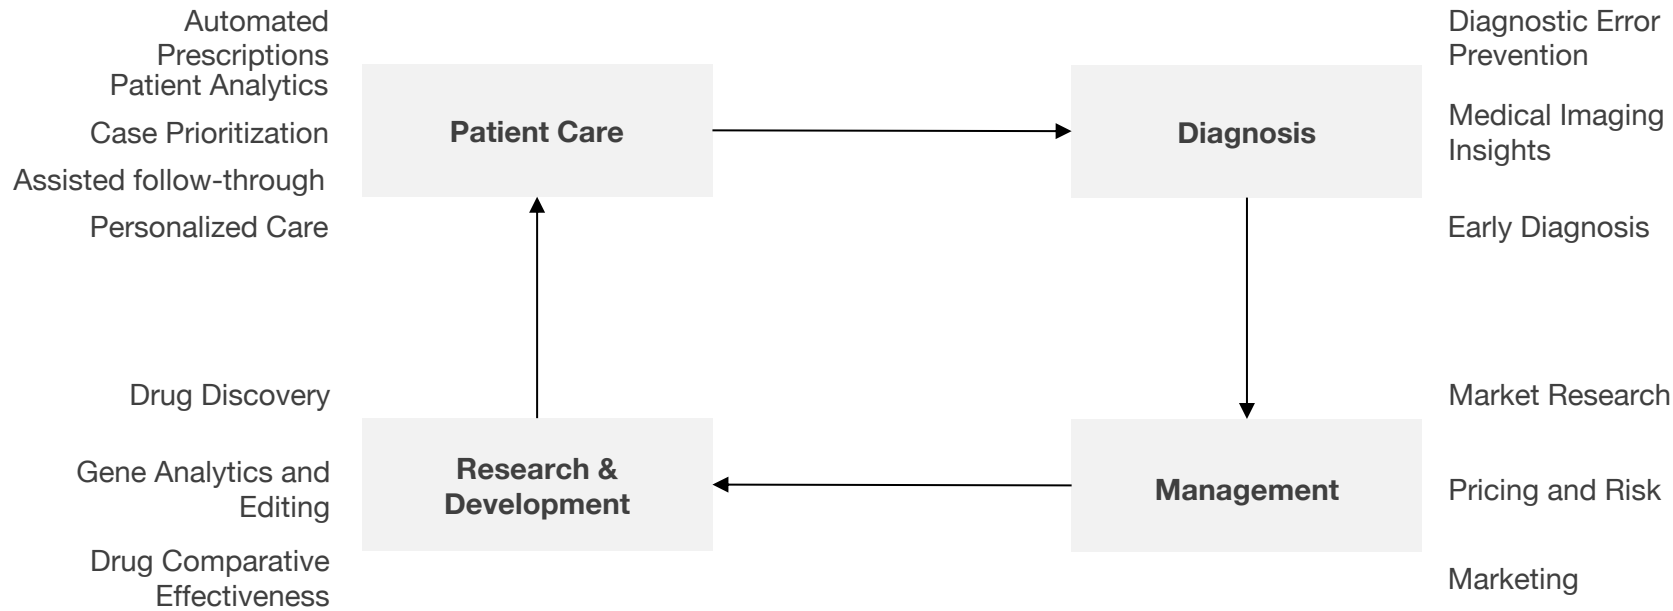 Automated
Prescriptions
Patient Analytics
Case Prioritization
Assisted follow-through
Personalized Care
Patient Care
Diagnosis
Diagnostic Error
Prevention
Medical Imaging
Insights
Early Diagnosis
Drug Discovery
Gene Analytics and
Editing
Drug Comparative
Effectiveness
Research &
Development
Management
Market Research
Pricing and Risk
Marketing